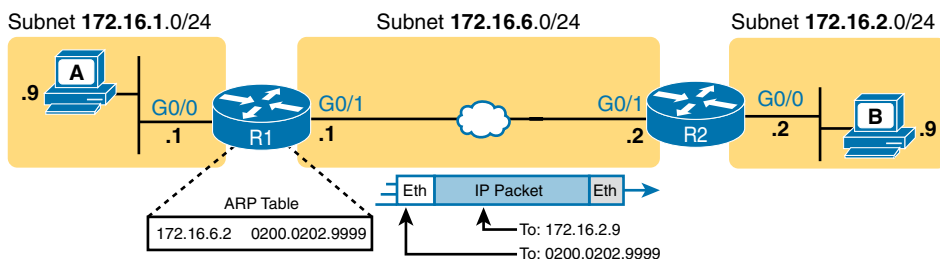 Subnet 172.16.1.0/24
Subnet 172.16.6.0/24
Subnet 172.16.2.0/24
A
.9
G0/0
.1
R1
G0/1
.1
G0/1
.2
R2
G0/0
.2
B
.9
ARP Table
172.16.6.2 0200.0202.9999
Eth
IP Packet
Eth
To: 172.16.2.9
To: 0200.0202.9999